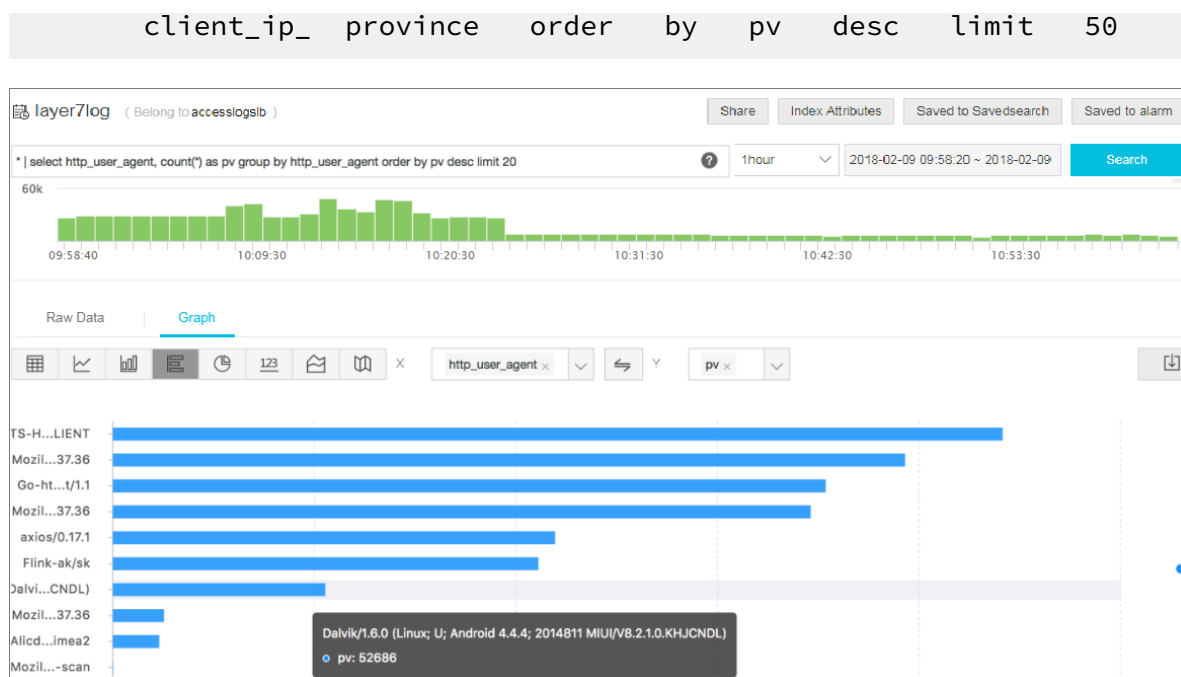 client_ip_ province order by pv desc limit 50
layer7log ( Belong to accesslogslb )
Share Index Attributes Saved to Savedsearch Saved to alarm
* | select http_user_agent, count(*) as pv group by http_user_agent order by pv desc limit 20
? 1hour 2018-02-09 09:58:20 ~ 2018-02-09 Search
60k
09:58:40 10:09:30 10:20:30 10:31:30 10:42:30 10:53:30
Raw Data Graph
123 X http_user_agent × Y pv ×
TS-H...LIENT
Mozil...37.36
Go-ht...t/1.1
Mozil...37.36
axios/0.17.1
Flink-ak/sk
Dalvi...CNDL)
Mozil...37.36
Alicd...imea2
Mozil...-scan
Dalvik/1.6.0 (Linux; U; Android 4.4.4; 2014811 MIUI/V8.2.1.0.KHJCNDL)
pv: 52686